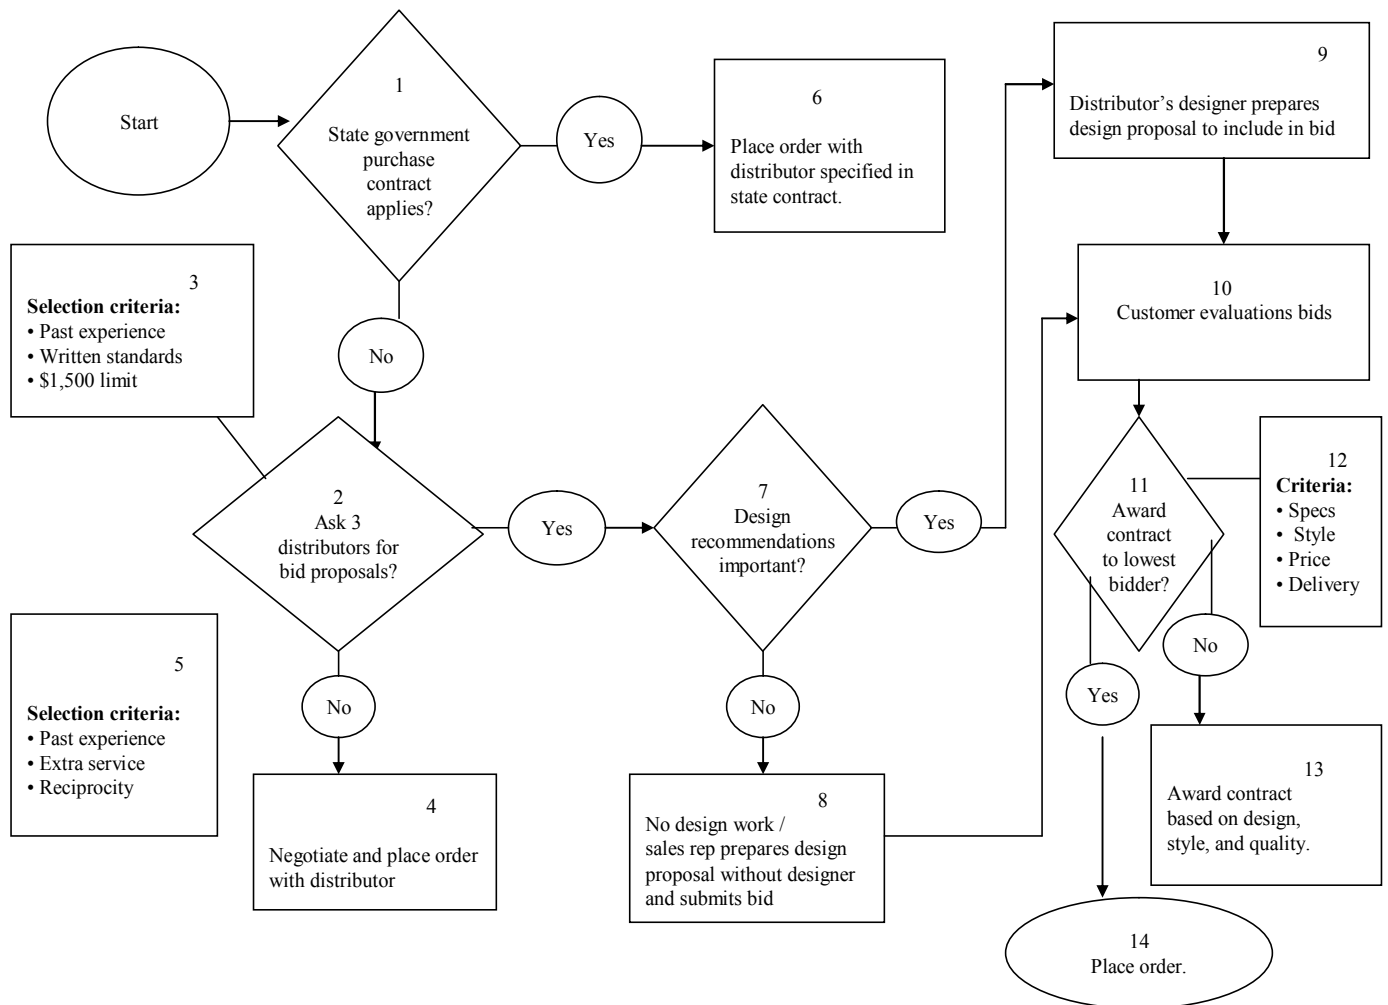 Start
1
State government
purchase
contract
applies?
Yes
6
Place order with
distributor specified in
state contract.
9
Distributor’s designer prepares
design proposal to include in bid
3
Selection criteria:
• Past experience
• Written standards
• $1,500 limit
No
10
Customer evaluations bids
2
Ask 3
distributors for
bid proposals?
Yes
7
Design
recommendations
important?
Yes
11
Award
contract
to lowest
bidder?
12
Criteria:
• Specs
• Style
• Price
• Delivery
5
Selection criteria:
• Past experience
• Extra service
• Reciprocity
No
No
Yes
No
4
Negotiate and place order
with distributor
8
No design work /
sales rep prepares design
proposal without designer
and submits bid
13
Award contract
based on design,
style, and quality.
14
Place order.